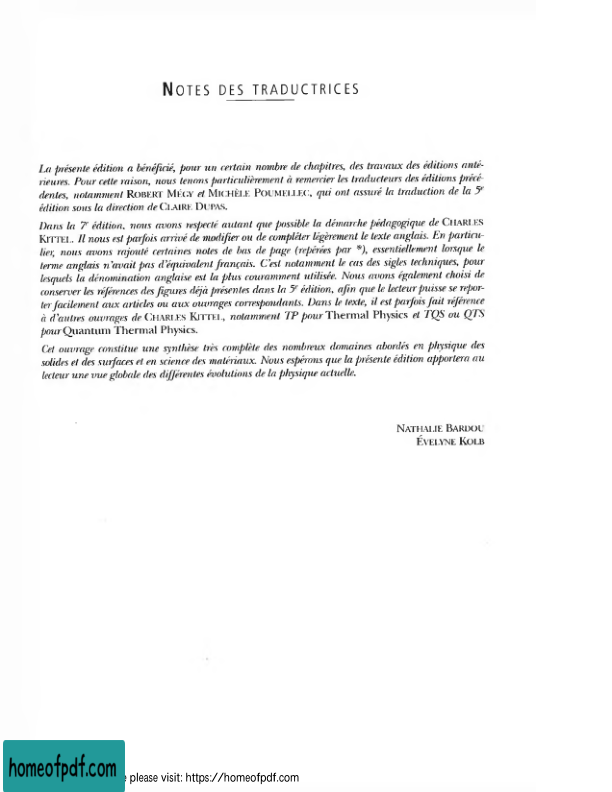 NOTES DES TRADUCTRICES
La présente édition a bénéficié, pour un certain nombre de chapitres, des travaux des éditions anté-
rieures. Pour cette raison, nous tenons particulièrement à remercier les traducteurs des éditions précé-
dentes, notamment ROBERT MÉGY et MICHÈLE POUMELLEC, qui ont assuré la traduction de la 5e
édition sous la direction de CLAIRE DUPAS.
Dans la 7e édition, nous avons respecté autant que possible la démarche pédagogique de CHARLES
KITTEL. Il nous est parfois arrivé de modifier ou de compléter légèrement le texte anglais. En particu-
lier, nous avons rajouté certaines notes de bas de page (repérées par *), essentiellement lorsque le
terme anglais n'avait pas d'équivalent français. C'est notamment le cas des sigles techniques, pour
lesquels la dénomination anglaise est la plus couramment utilisée. Nous avons également choisi de
conserver les références des figures déjà présentes dans la 5e édition, afin que le lecteur puisse se repor-
ter facilement aux articles ou aux ouvrages correspondants. Dans le texte, il est parfois fait référence
à d'autres ouvrages de CHARLES KITTEL, notamment TP pour Thermal Physics et TQS ou QTS
pour Quantum Thermal Physics.
Cet ouvrage constitue une synthèse très complète des nombreux domaines abordés en physique des
solides et des surfaces et en science des matériaux. Nous espérons que la présente édition apportera au
lecteur une vue globale des différentes évolutions de la physique actuelle.
NATHALIE BARDOU
ÉVELYNE KOLB
homeofpdf.com
please visit: https://homeofpdf.com